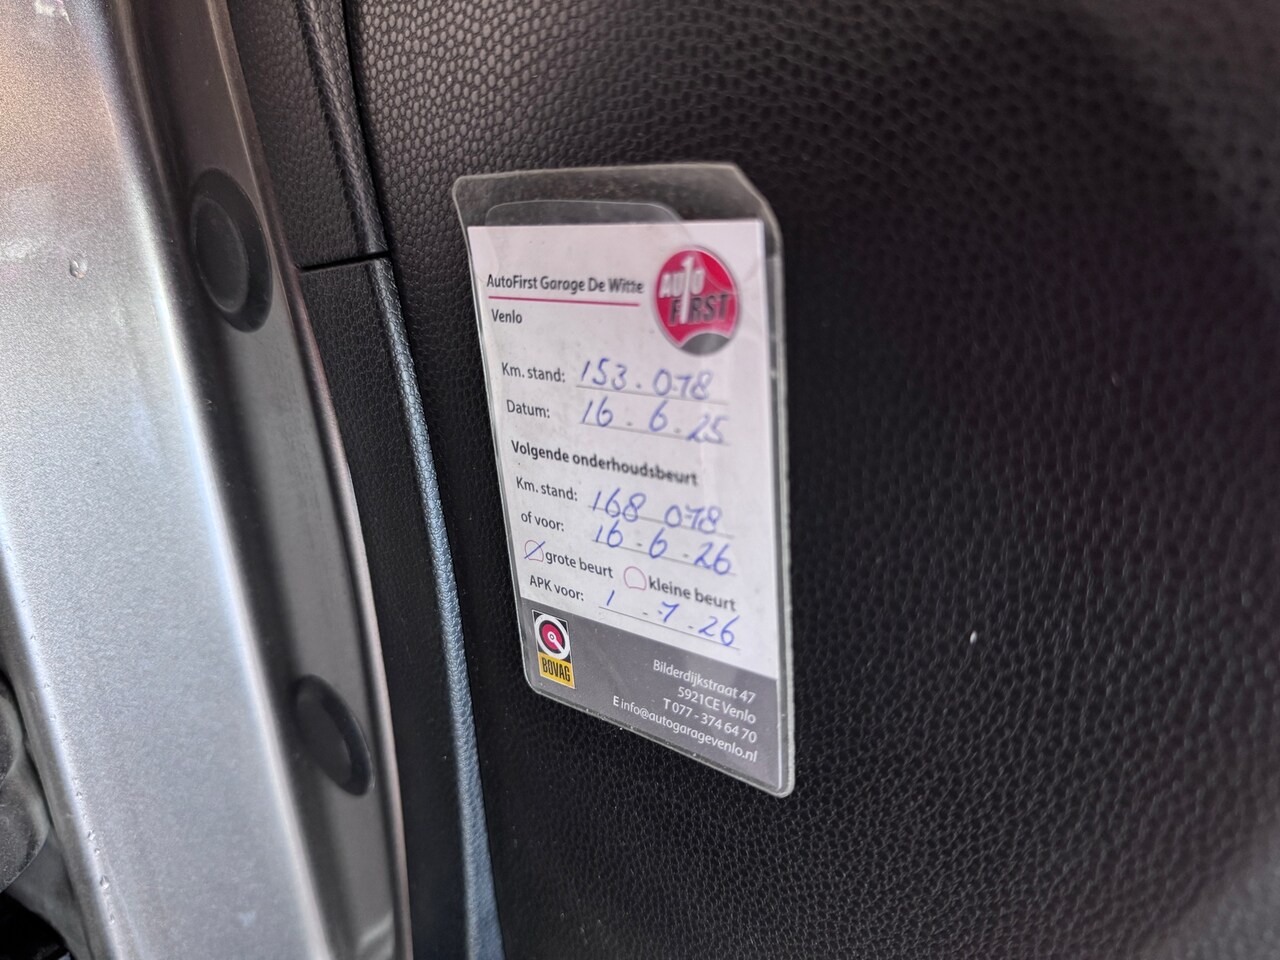 AutoFirst Garage De Witte
AUTO
FIRST
Venlo
Km. stand: 153.078
Datum: 16.6.25
Volgende onderhoudsbeurt
Km. stand: 168 078
of voor: 16.6.26
grote beurt kleine beurt
APK voor: 1.7.26
BOVAG
Bilderdijkstraat 47
5921CE Venlo
T 077 - 374 64 70
E info@autogaragevenlo.nl